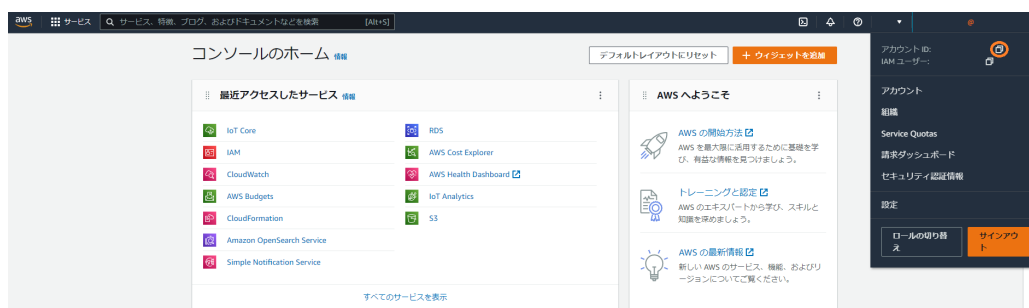 aws サービス サービス、特徴、ブログ、およびドキュメントなどを検索 [Alt+S] @
コンソールのホーム 情報
デフォルトレイアウトにリセット + ウィジェットを追加
最近アクセスしたサービス 情報
IoT Core
IAM
CloudWatch
AWS Budgets
CloudFormation
Amazon OpenSearch Service
Simple Notification Service
RDS
AWS Cost Explorer
AWS Health Dashboard
IoT Analytics
S3
すべてのサービスを表示
AWS へようこそ
AWS の開始方法
AWS を最大限に活用するために基礎を学
び、有益な情報を見つけましょう。
トレーニングと認定
AWS のエキスパートから学び、スキルと
知識を深めましょう。
AWS の最新情報
新しい AWS のサービス、機能、およびリ
ージョンについてご覧ください。
アカウント ID:
IAM ユーザー:
アカウント
組織
Service Quotas
請求ダッシュボード
セキュリティ認証情報
設定
ロールの切り替
え
サインアウ
ト